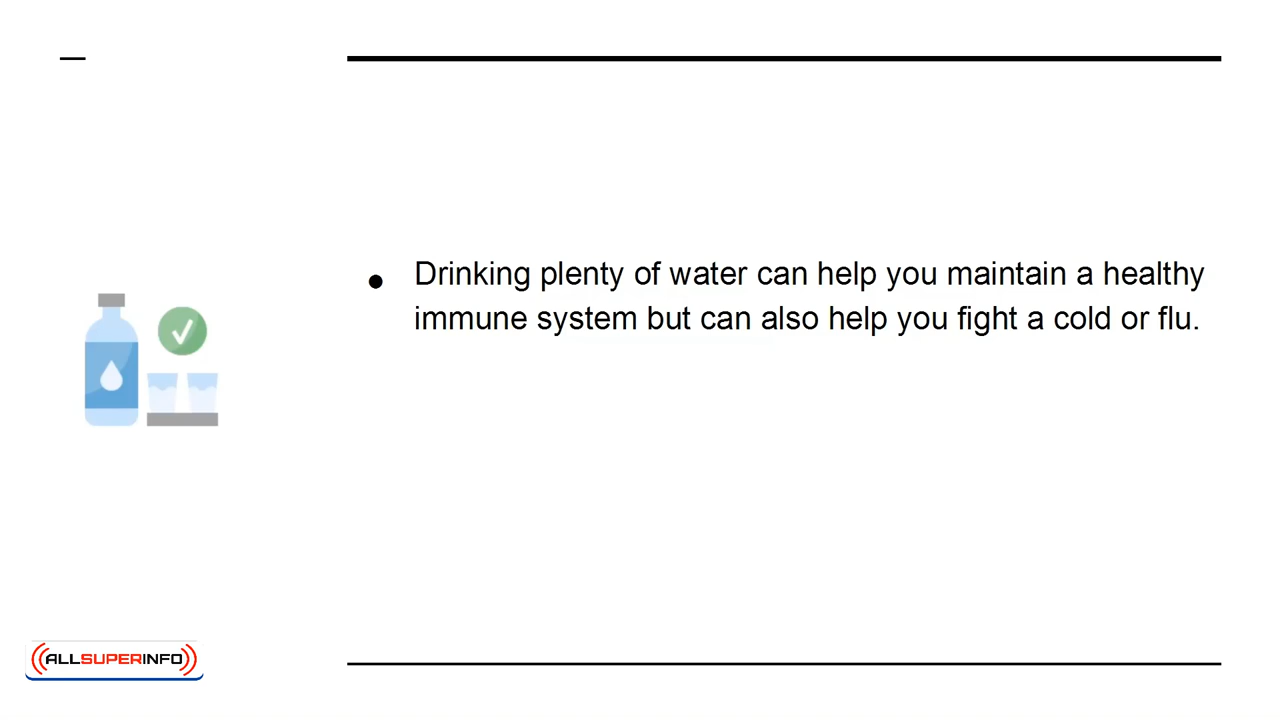 Drinking plenty of water can help you maintain a healthy
immune system but can also help you fight a cold or flu.
ALLSUPERINFO